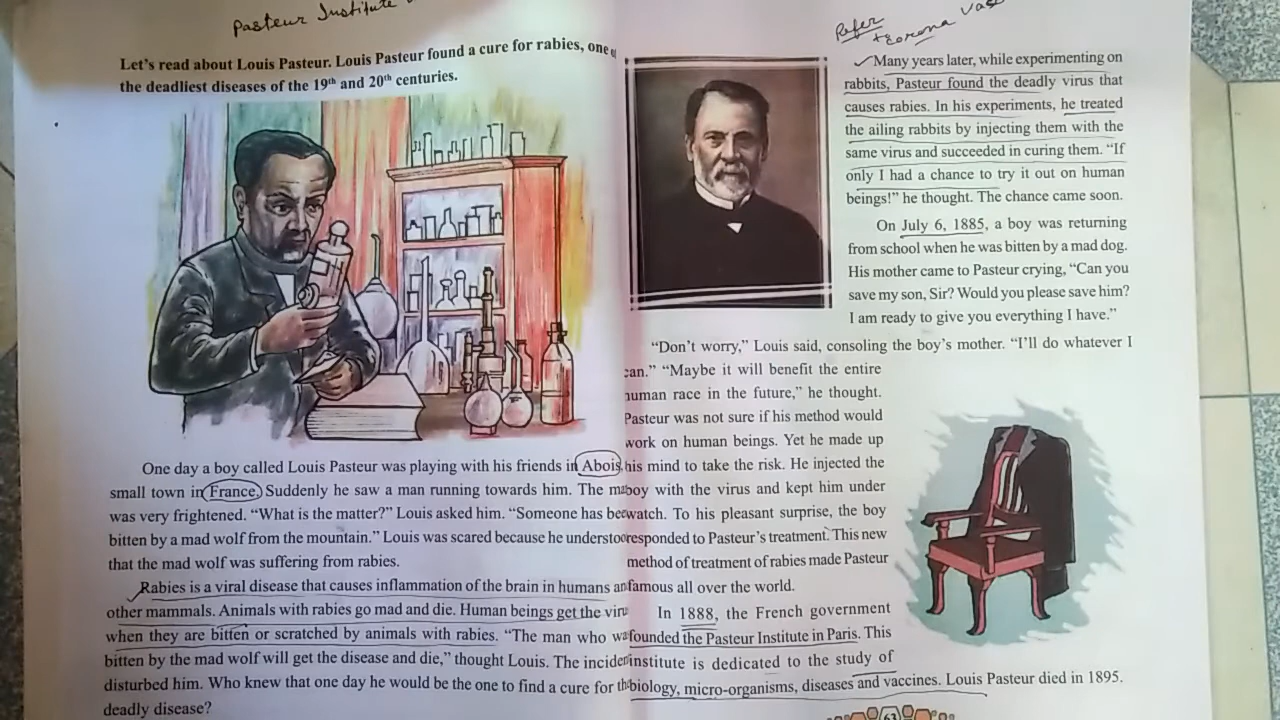 Pasteur Institute
Let's read about Louis Pasteur. Louis Pasteur found a cure for rabies, one
the deadliest diseases of the 19th and 20th centuries.
One day a boy called Louis Pasteur was playing with his friends in Abois
small town in France. Suddenly he saw a man running towards him. The
was very frightened. "What is the matter?" Louis asked him. "Someone has
bitten by a mad wolf from the mountain." Louis was scared because he
that the mad wolf was suffering from rabies.
Rabies is a viral disease that causes inflammation of the brain in humans
other mammals. Animals with rabies go mad and die. Human beings get the
when they are bitten or scratched by animals with rabies. "The man who
bitten by the mad wolf will get the disease and die," thought Louis. The
disturbed him. Who knew that one day he would be the one to find a cure for
deadly disease?
Refer
corona
Many years later, while experimenting on
rabbits, Pasteur found the deadly virus that
causes rabies. In his experiments, he treated
the ailing rabbits by injecting them with the
same virus and succeeded in curing them. "If
only I had a chance to try it out on human
beings!" he thought. The chance came soon.
On July 6, 1885, a boy was returning
from school when he was bitten by a mad dog.
His mother came to Pasteur crying, "Can you
save my son, Sir? Would you please save him?
I am ready to give you everything I have."
"Don't worry," Louis said, consoling the boy's mother. "I'll do whatever I
can." "Maybe it will benefit the entire
human race in the future," he thought.
Pasteur was not sure if his method would
work on human beings. Yet he made up
his mind to take the risk. He injected the
boy with the virus and kept him under
watch. To his pleasant surprise, the boy
responded to Pasteur's treatment. This new
method of treatment of rabies made Pasteur
famous all over the world.
In 1888, the French government
founded the Pasteur Institute in Paris. This
institute is dedicated to the study of
biology, micro-organisms, diseases and vaccines. Louis Pasteur died in 1895.
63